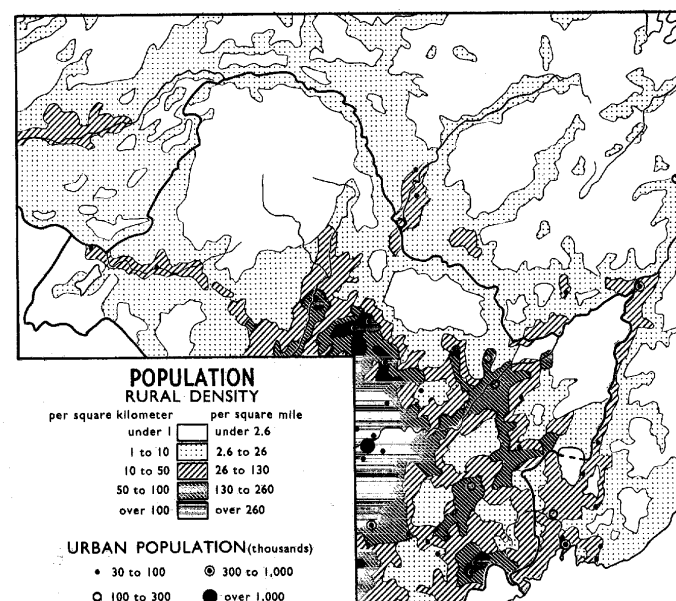 POPULATION
RURAL DENSITY
per square kilometer per square mile
under 1 under 2.6
1 to 10 2.6 to 26
10 to 50 26 to 130
50 to 100 130 to 260
over 100 over 260
URBAN POPULATION (thousands)
30 to 100 300 to 1,000
100 to 300 over 1,000